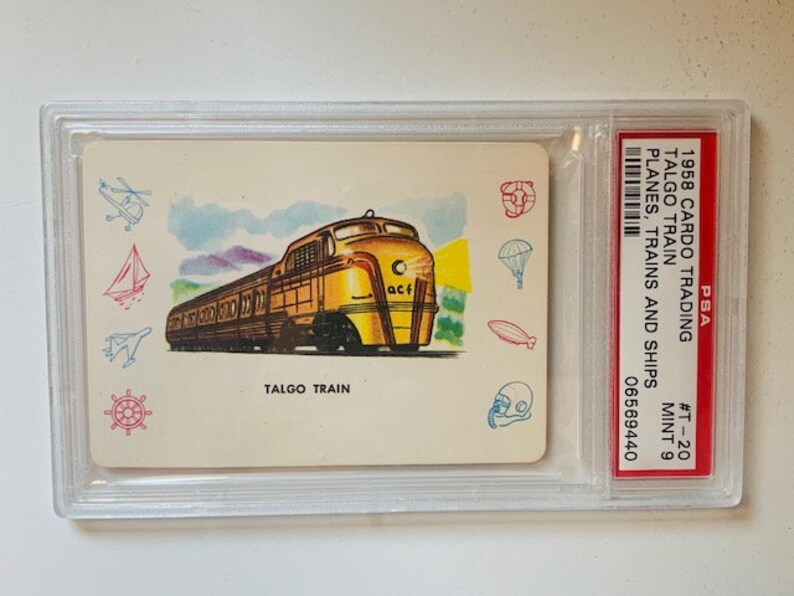 acf
TALGO TRAIN
PSA
1958 CARDO TRADING #T-20
TALGO TRAIN MINT 9
PLANES, TRAINS AND SHIPS
06569440